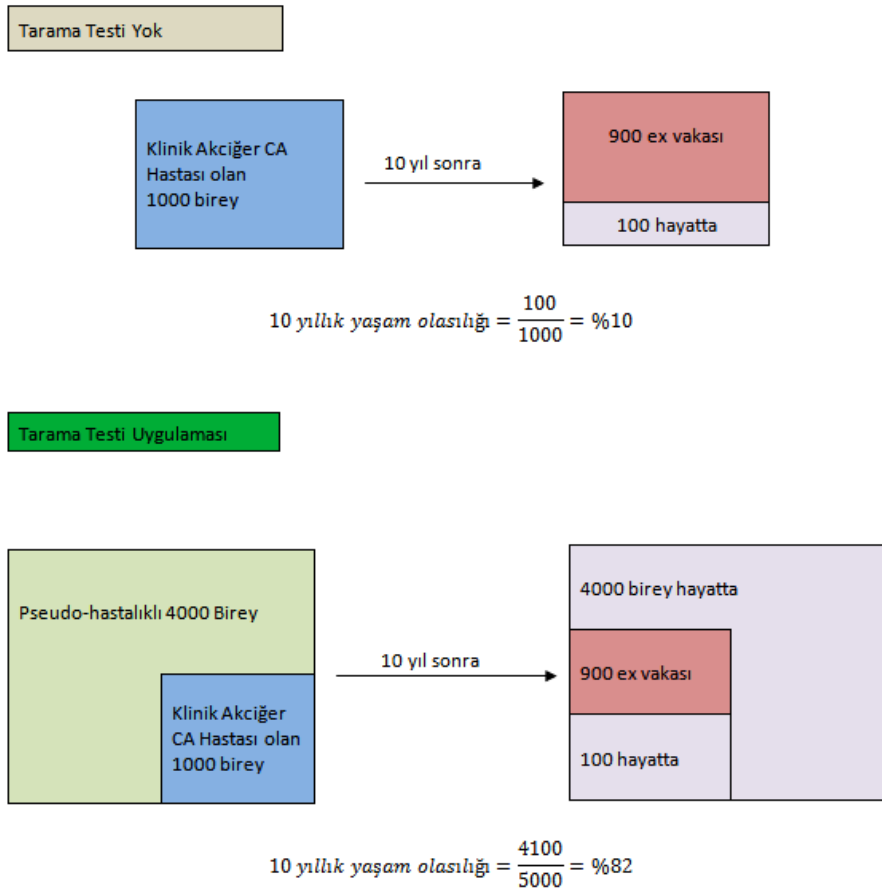 Tarama Testi Yok
Klinik Akciğer CA
Hastası olan
1000 birey
10 yıl sonra
900 ex vakası
100 hayatta
10 yıllık yaşam olasılığı = 100/1000 = %10
Tarama Testi Uygulaması
Pseudo-hastalıklı 4000 Birey
Klinik Akciğer
CA Hastası olan
1000 birey
10 yıl sonra
4000 birey hayatta
900 ex vakası
100 hayatta
10 yıllık yaşam olasılığı = 4100/5000 = %82